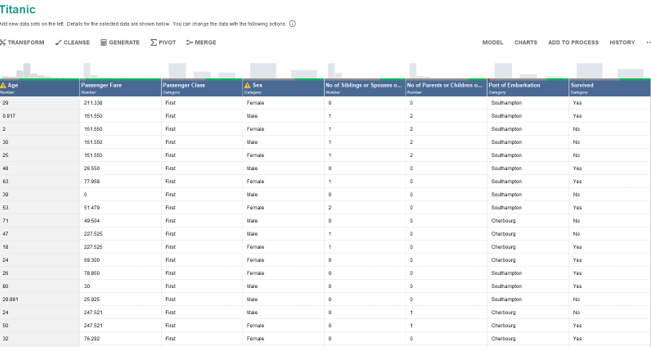 Titanic
Add new data sets on the left. Details for the selected data are shown below. You can change the data with the following actions.
TRANSFORM CLEANSE GENERATE PIVOT MERGE MODEL CHARTS ADD TO PROCESS HISTORY ...
Age Passenger Fare Passenger Class Sex No of Siblings or Spouses o... No of Parents or Children o... Port of Embarkation Survived
Number Number Category Category Number Number Category Category
29 211.338 First Female 0 0 Southampton Yes
0.917 151.550 First Male 1 2 Southampton Yes
2 151.550 First Female 1 2 Southampton No
30 151.550 First Male 1 2 Southampton No
25 151.550 First Female 1 2 Southampton No
48 26.550 First Male 0 0 Southampton Yes
63 77.958 First Female 1 0 Southampton Yes
39 0 First Male 0 0 Southampton No
53 51.479 First Female 2 0 Southampton Yes
71 49.504 First Male 0 0 Cherbourg No
47 227.525 First Male 1 0 Cherbourg No
18 227.525 First Female 1 0 Cherbourg Yes
24 69.300 First Female 0 0 Cherbourg Yes
26 78.850 First Female 0 0 Southampton Yes
80 30 First Male 0 0 Southampton Yes
29.881 25.925 First Male 0 0 Southampton No
24 247.521 First Male 0 1 Cherbourg No
50 247.521 First Female 0 1 Cherbourg Yes
32 76.292 First Female 0 0 Cherbourg Yes